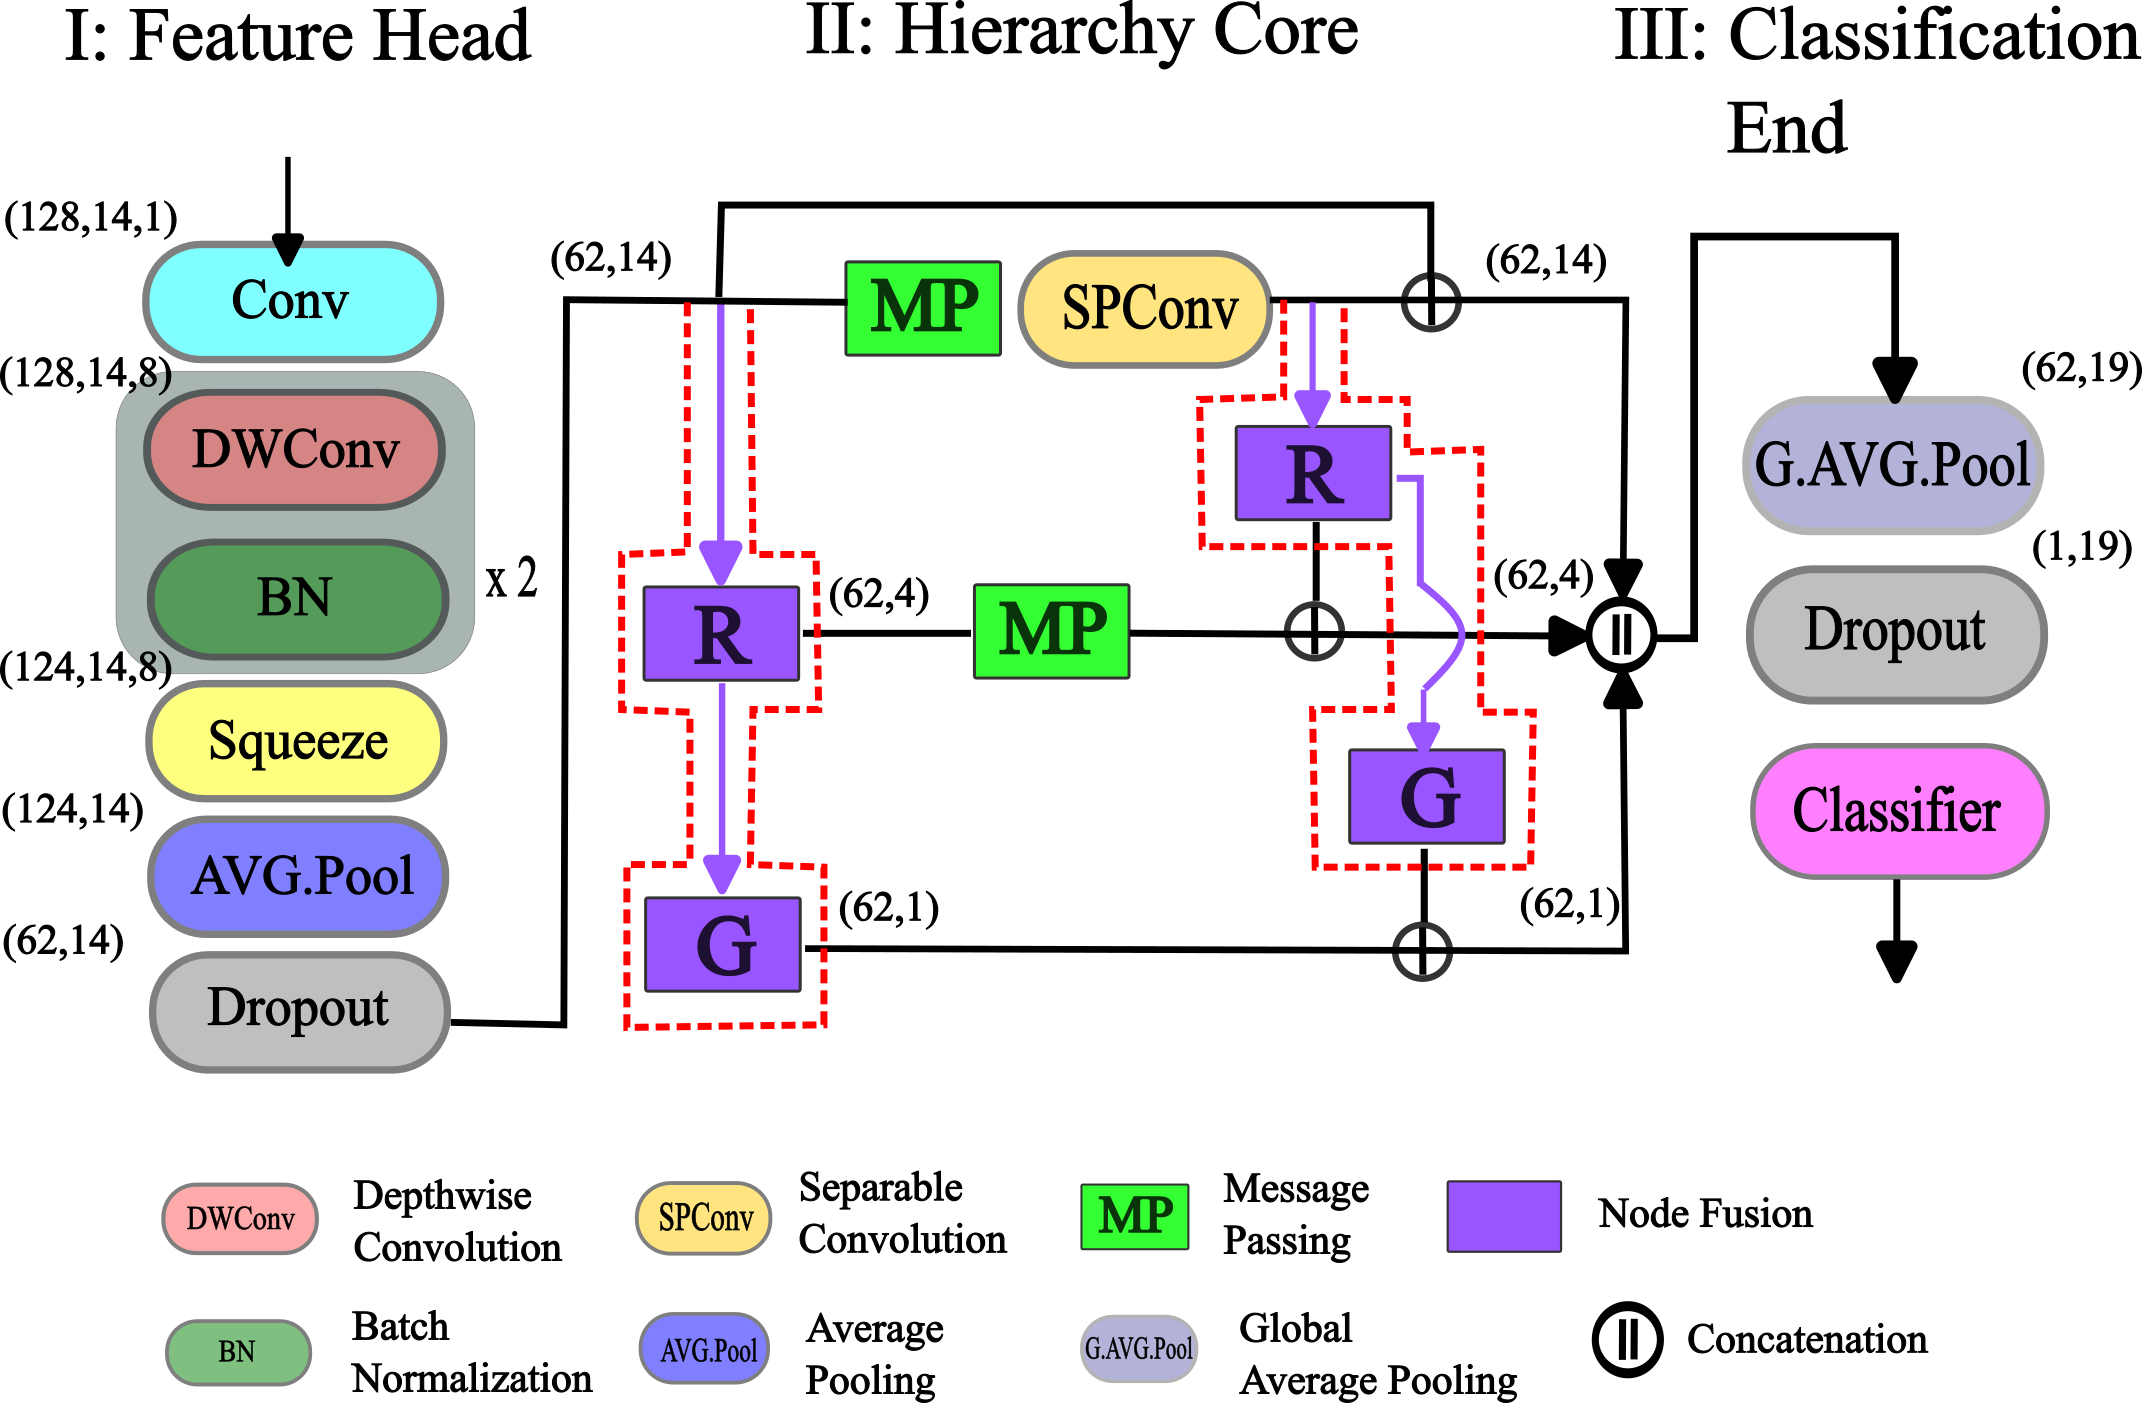 I: Feature Head
II: Hierarchy Core
III: Classification
End
(128,14,1)
Conv
(128,14,8)
DWConv
BN
x 2
(124,14,8)
Squeeze
(124,14)
AVG.Pool
(62,14)
Dropout
(62,14)
MP
SPConv
(62,14)
R
R
(62,4)
MP
(62,4)
G
G
(62,1)
(62,1)
(62,19)
G.AVG.Pool
(1,19)
Dropout
Classifier
DWConv
Depthwise
Convolution
SPConv
Separable
Convolution
MP
Message
Passing
Node Fusion
BN
Batch
Normalization
AVG.Pool
Average
Pooling
G.AVG.Pool
Global
Average Pooling
Concatenation